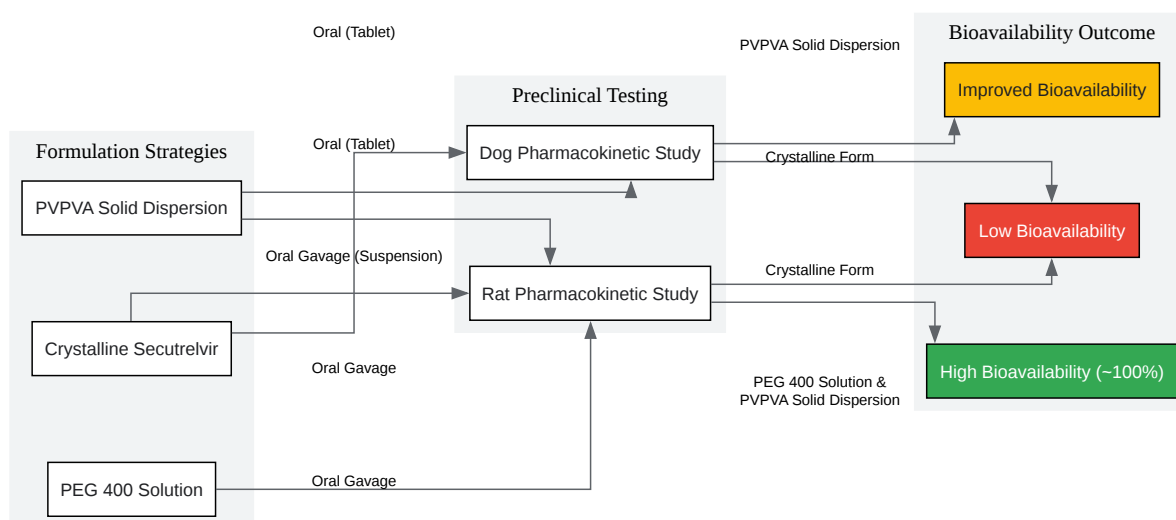 Oral (Tablet)
PVPVA Solid Dispersion
Bioavailability Outcome
Improved Bioavailability
Preclinical Testing
Formulation Strategies
Oral (Tablet)
Dog Pharmacokinetic Study
Crystalline Form
PVPVA Solid Dispersion
Low Bioavailability
Oral Gavage (Suspension)
Crystalline Form
Rat Pharmacokinetic Study
Crystalline Secutrelvir
Oral Gavage
High Bioavailability (~100%)
PEG 400 Solution &
PVPVA Solid Dispersion
PEG 400 Solution
Oral Gavage